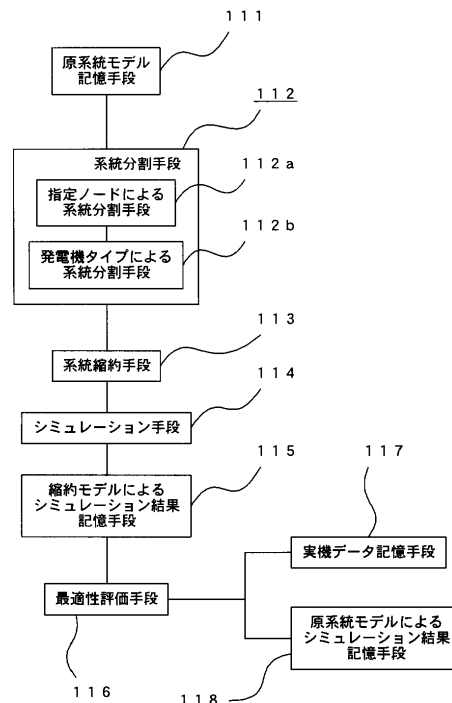 111
原系統モデル
記憶手段
112
系統分割手段
112a
指定ノードによる
系統分割手段
112b
発電機タイプによる
系統分割手段
113
系統縮約手段
114
シミュレーション手段
115
縮約モデルによる
シミュレーション結果
記憶手段
117
実機データ記憶手段
最適性評価手段
116
原系統モデルによる
シミュレーション結果
記憶手段
118